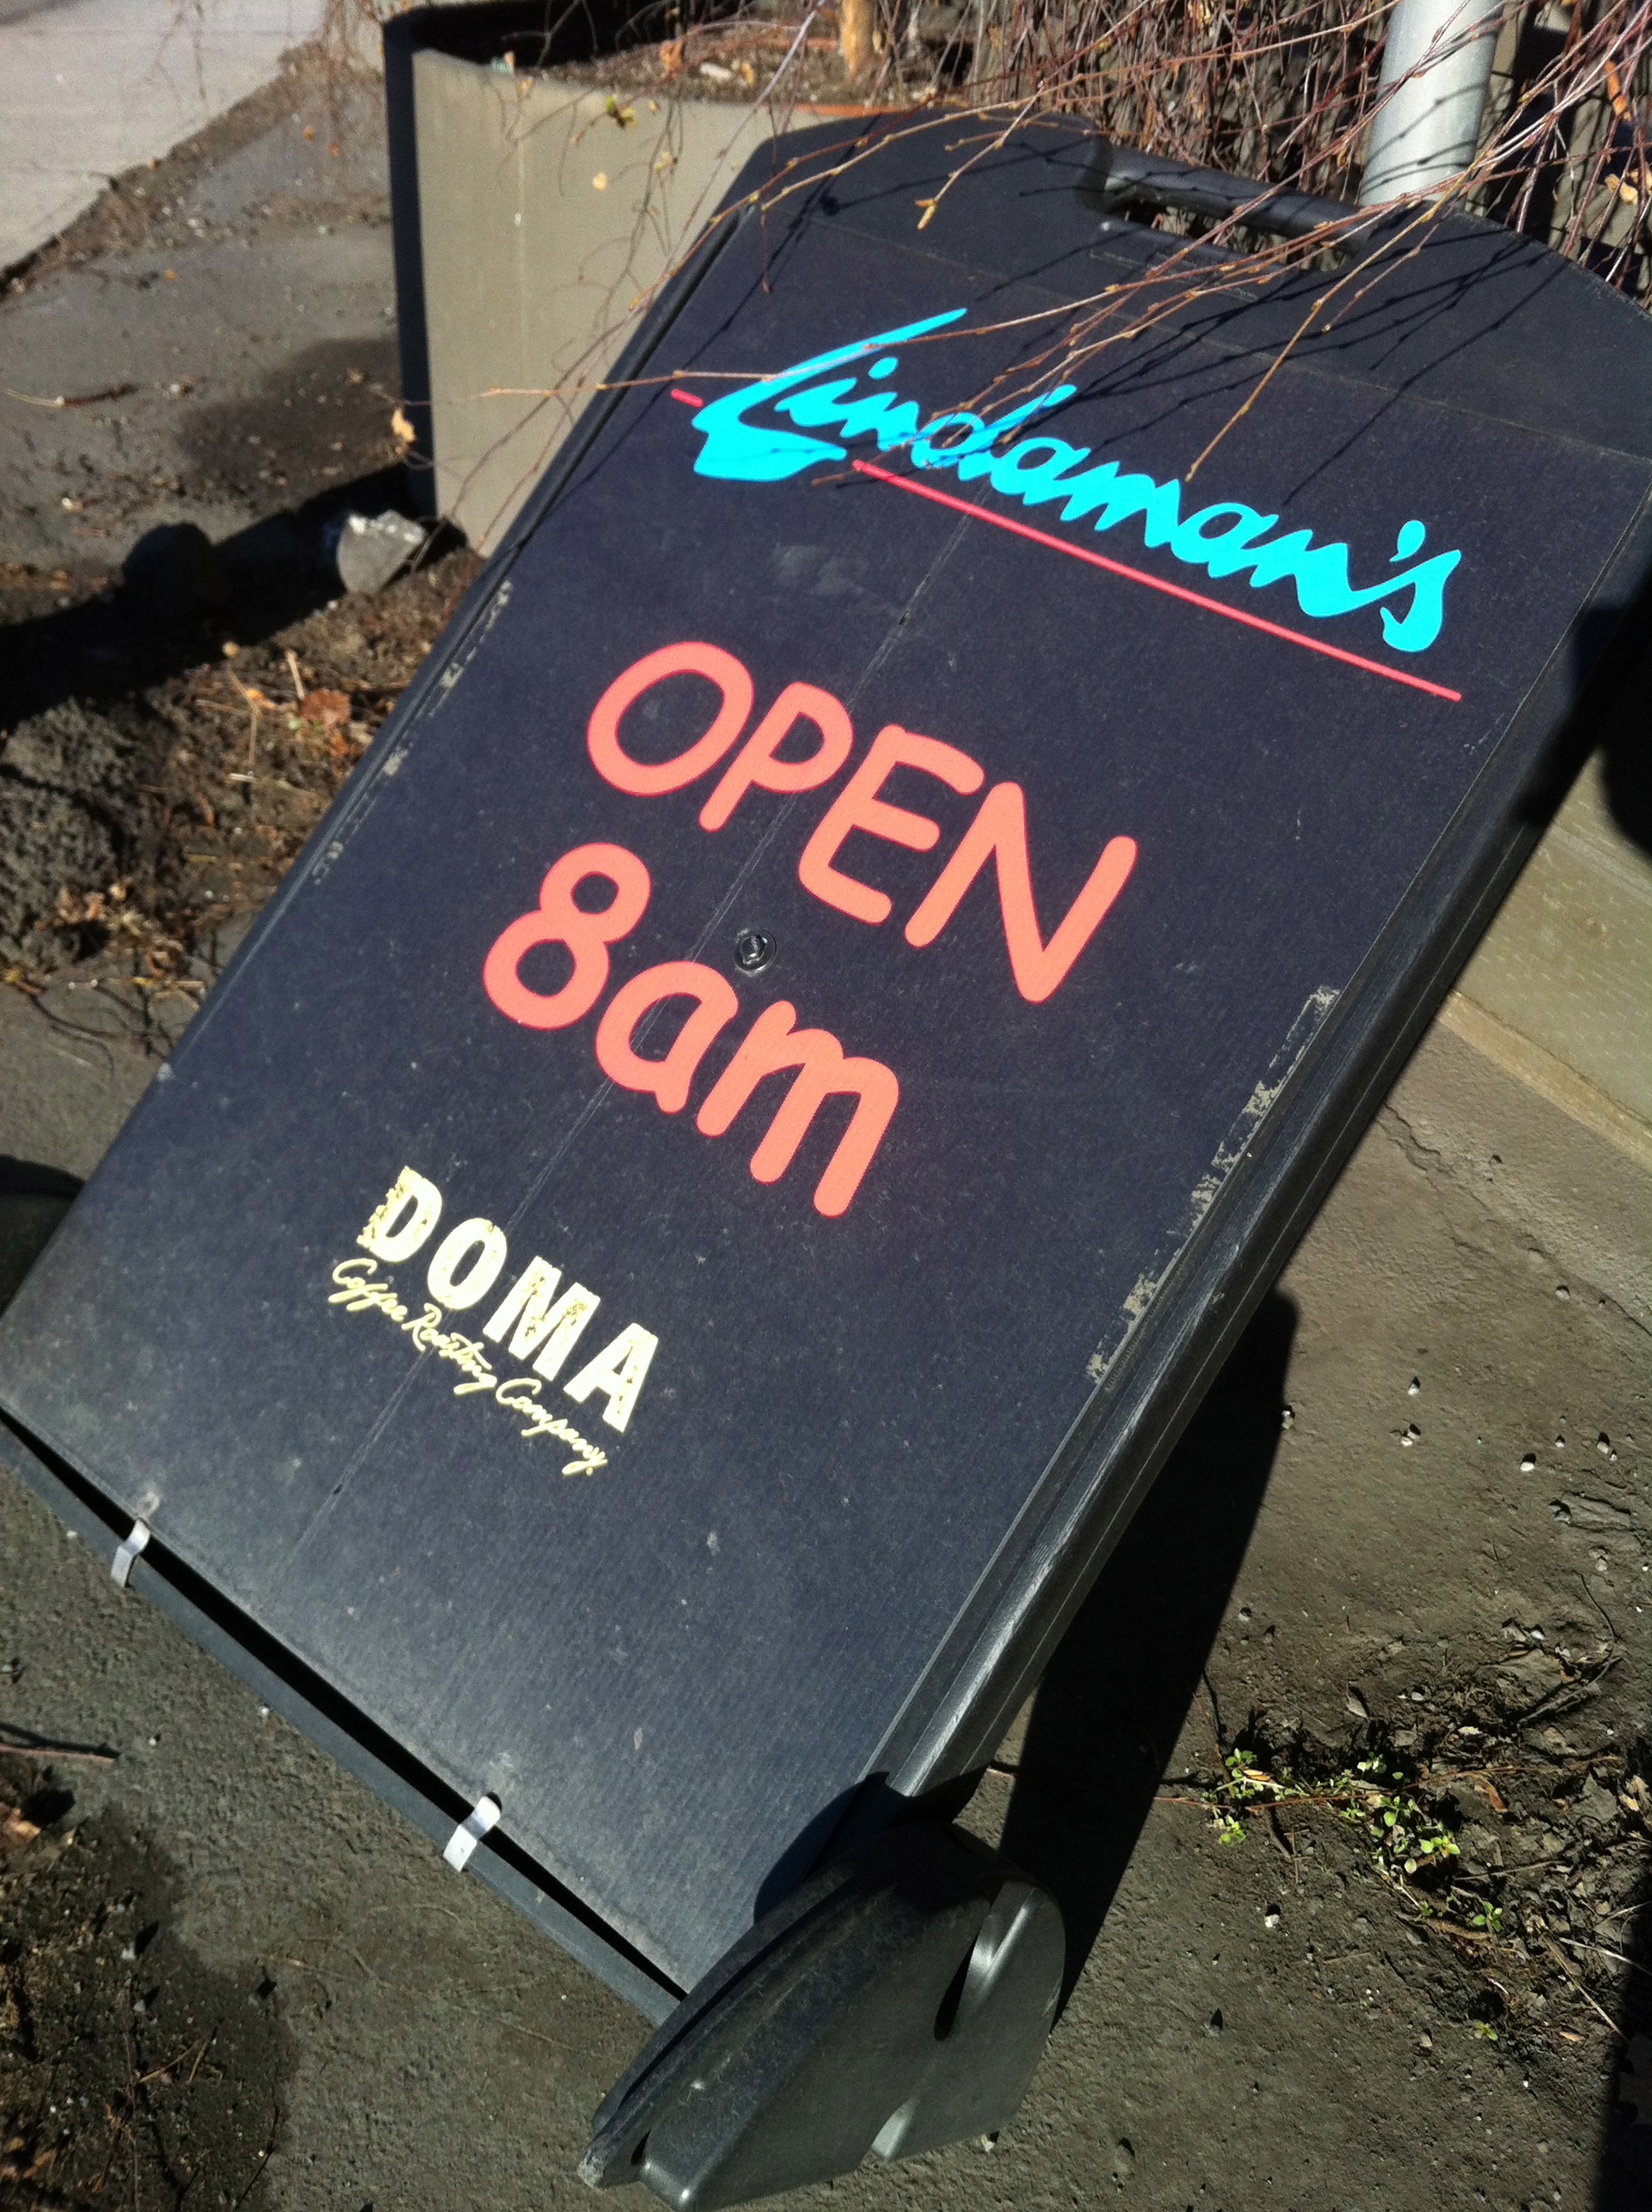 Lindaman's
OPEN
8am
DOMA
Coffee Roasting Company.